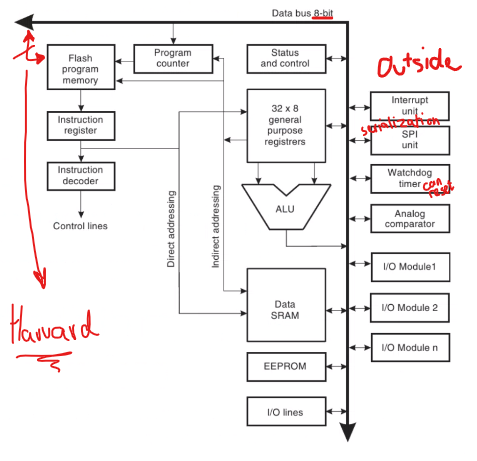 Data bus 8-bit
Flash
program
memory
Program
counter
Instruction
register
Instruction
decoder
Control lines
Direct addressing
Indirect addressing
Status
and control
32 x 8
general
purpose
registrers
ALU
Data
SRAM
EEPROM
I/O lines
Outside
Interrupt
unit
serialization
SPI
unit
Watchdog
timer
can
reset
Analog
comparator
I/O Module1
I/O Module 2
I/O Module n
Harvard